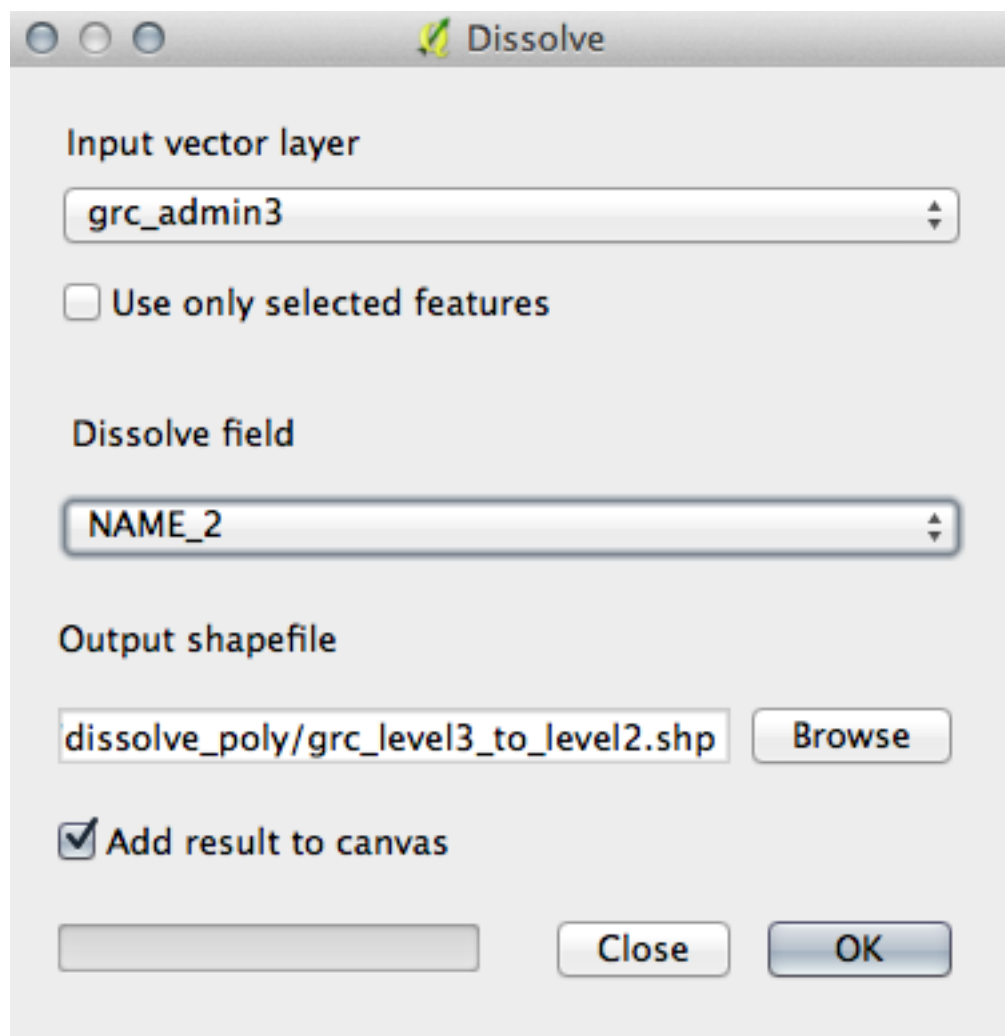 Dissolve
Input vector layer
grc_admin3
Use only selected features
Dissolve field
NAME_2
Output shapefile
dissolve_poly/grc_level3_to_level2.shp Browse
Add result to canvas
Close OK